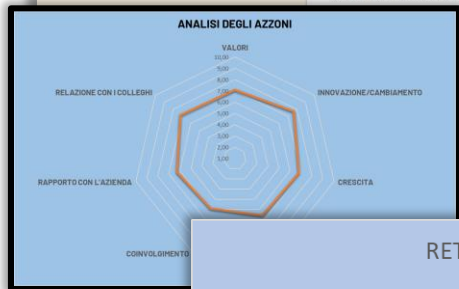 ANALISI DEGLI AZZONI
VALORI
10,00
9,00
8,00
7,00
6,00
5,00
4,00
3,00
2,00
1,00
RELAZIONE CON I COLLEGHI
INNOVAZIONE/CAMBIAMENTO
RAPPORTO CON L'AZIENDA
CRESCITA
COINVOLGIMENTO
RET